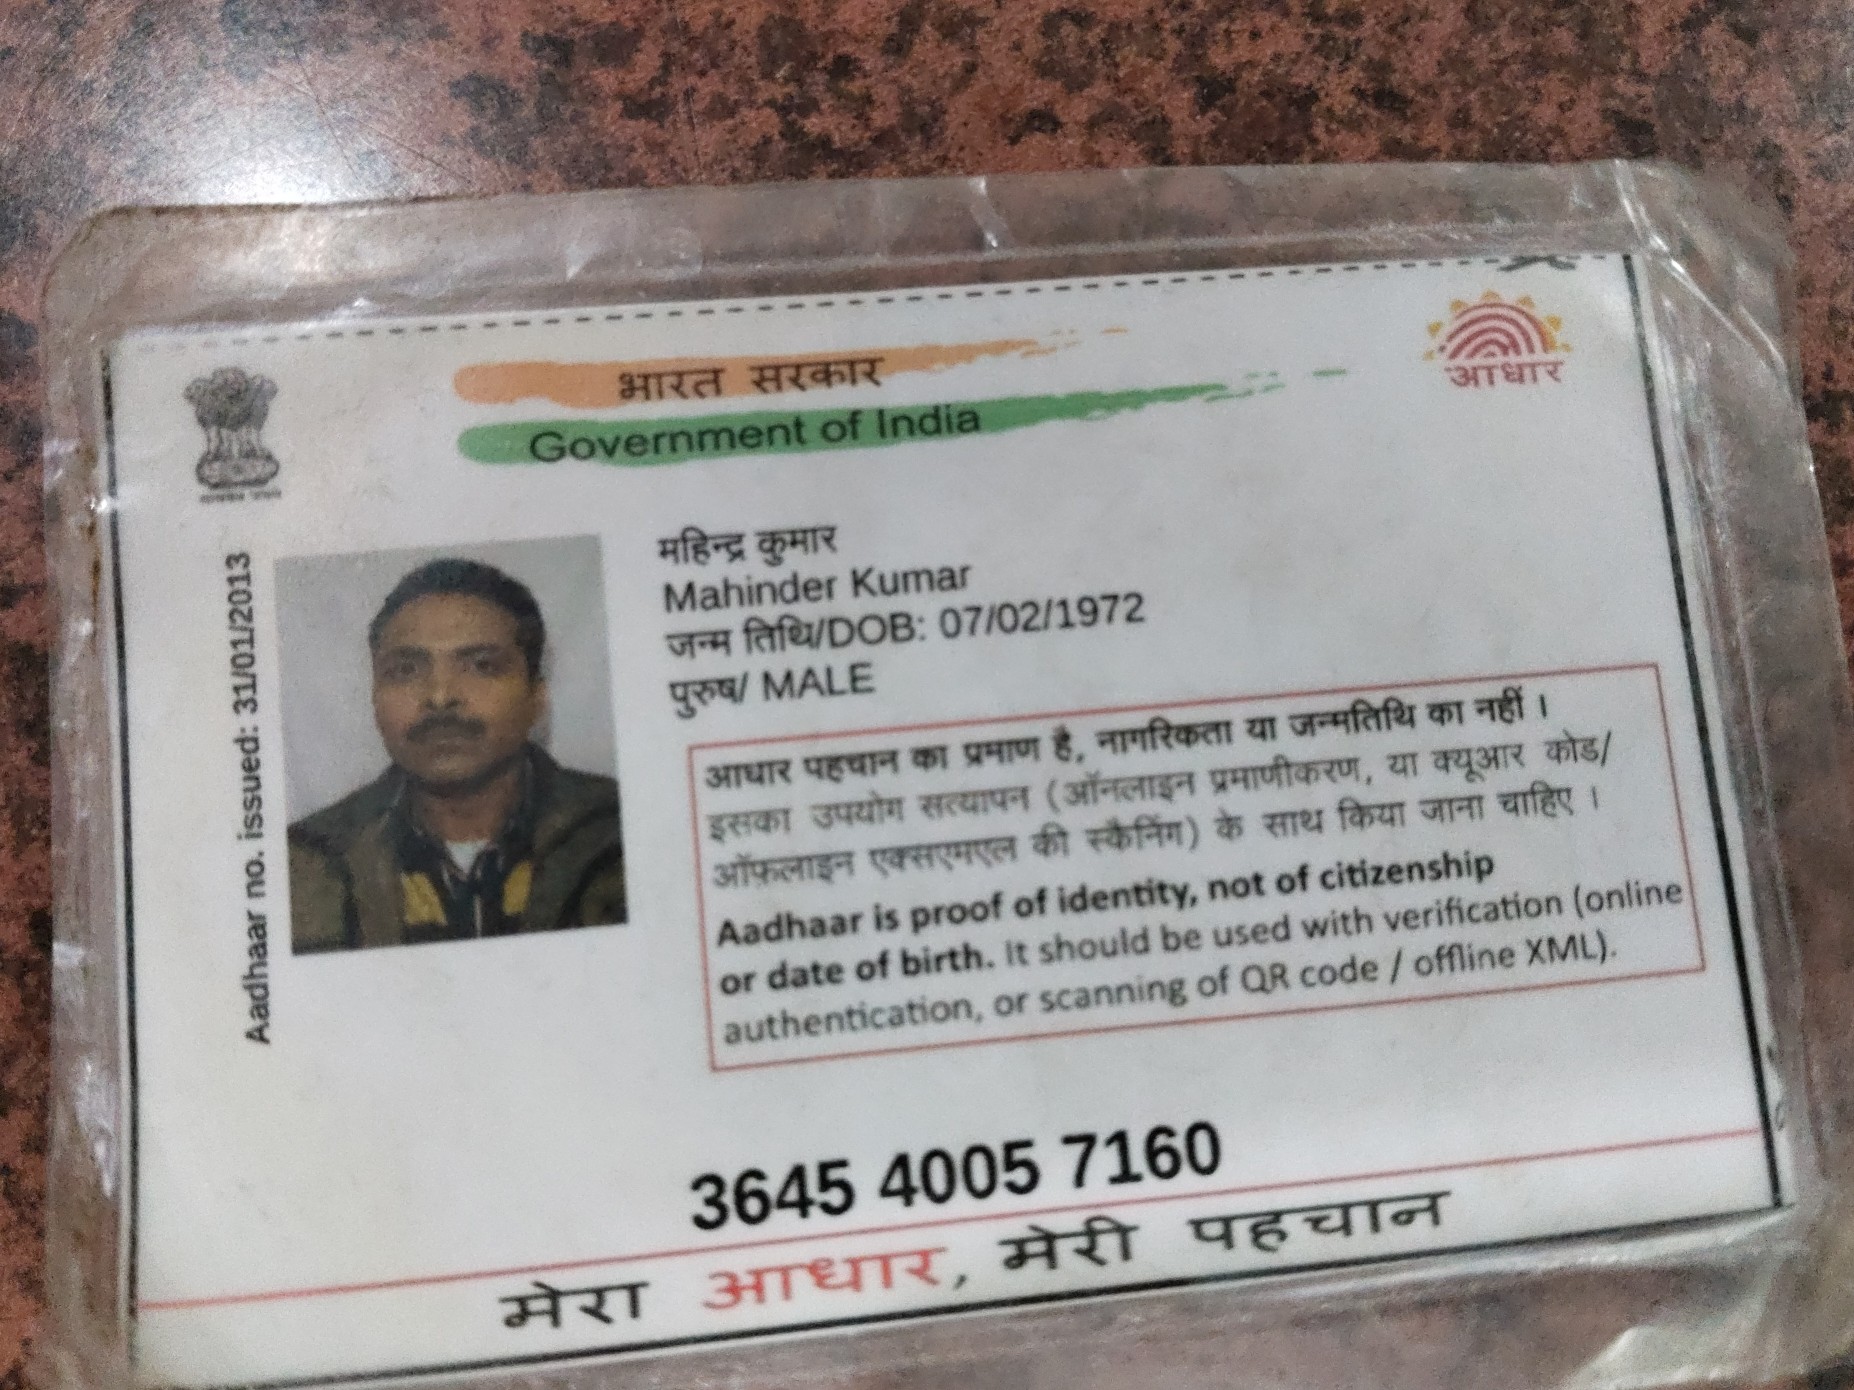 भारत सरकार
Government of India
आधार
Aadhaar no. issued: 31/01/2013
महिन्द्र कुमार
Mahinder Kumar
जन्म तिथि/DOB: 07/02/1972
पुरुष/ MALE
आधार पहचान का प्रमाण है, नागरिकता या जन्मतिथि का नहीं ।
इसका उपयोग सत्यापन (ऑनलाइन प्रमाणीकरण, या क्यूआर कोड/
ऑफ़लाइन एक्सएमएल की स्कैनिंग) के साथ किया जाना चाहिए ।
Aadhaar is proof of identity, not of citizenship
or date of birth. It should be used with verification (online
authentication, or scanning of QR code / offline XML).
3645 4005 7160
मेरा आधार, मेरी पहचान